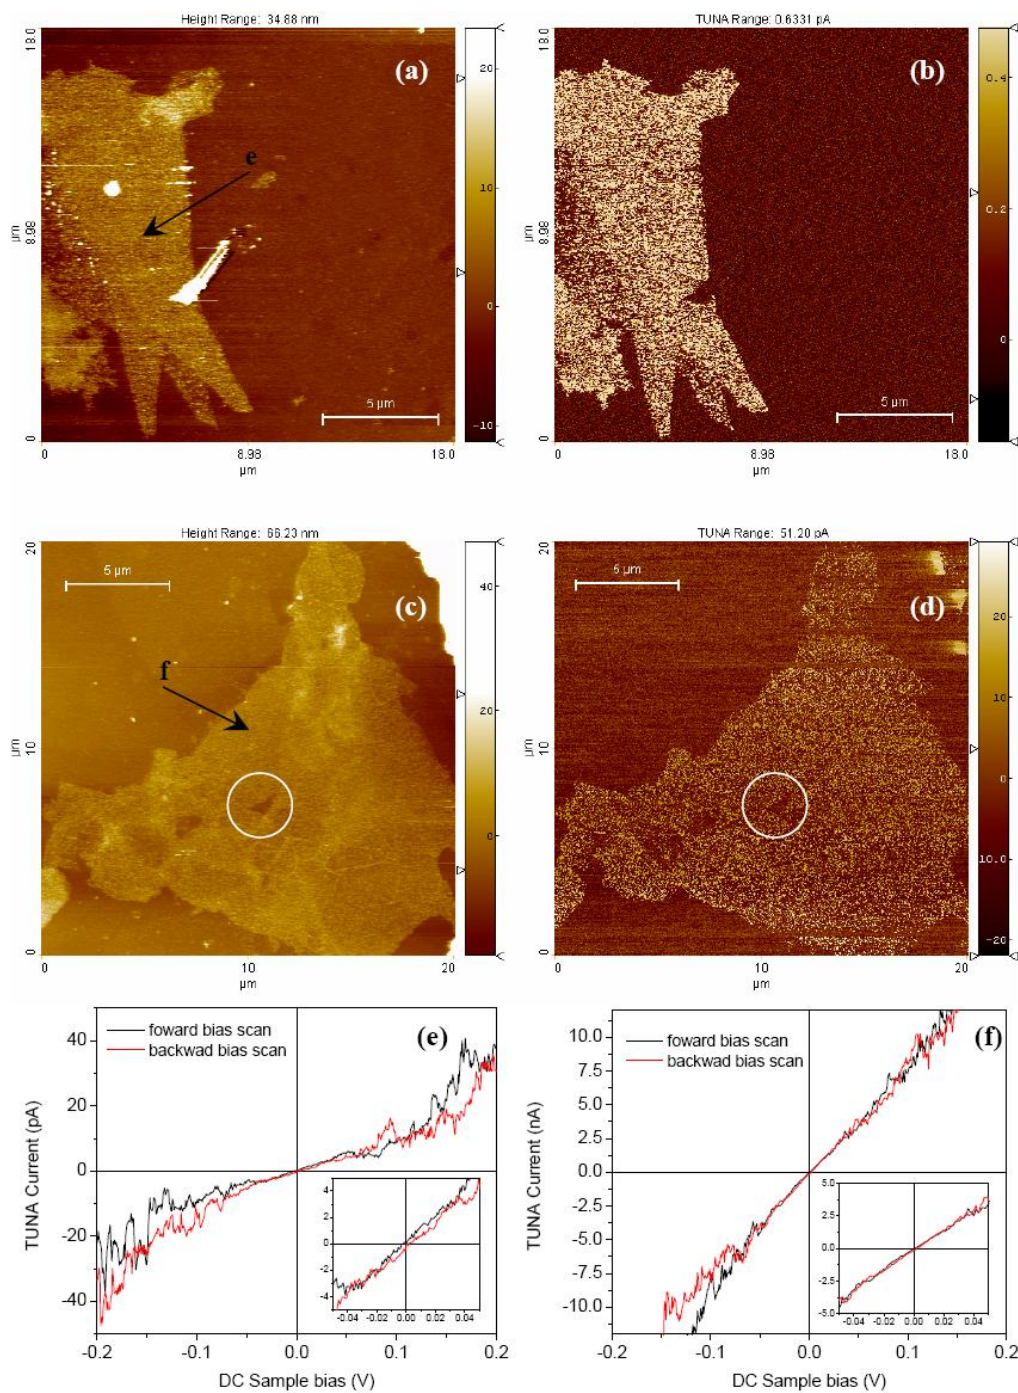 Height Range: 34.88 nm
TUNA Range: 0.6331 pA
18.0
(a)
20
e
10
8.98
µm
0
5 µm
-10
0
0
8.98
18.0
µm
18.0
(b)
0.4
0.2
8.98
µm
0
5 µm
0
0
8.98
18.0
µm
Height Range: 66.23 nm
TUNA Range: 51.20 pA
20
5 µm
(c)
40
f
20
10
µm
0
0
0
10
20
µm
20
5 µm
(d)
20
10
µm
0
10.0
-20
0
0
10
20
µm
(e)
foward bias scan
backwad bias scan
TUNA Current (pA)
40
20
0
-20
-40
-0.2
-0.1
0.0
0.1
0.2
DC Sample bias (V)
4
2
0
-2
-4
-0.04
-0.02
0.00
0.02
0.04
(f)
foward bias scan
backwad bias scan
TUNA Current (nA)
10.0
7.5
5.0
2.5
0.0
-2.5
-5.0
-7.5
-10.0
-0.2
-0.1
0.0
0.1
0.2
DC Sample bias (V)
5.0
2.5
0.0
-2.5
-5.0
-0.04
-0.02
0.00
0.02
0.04